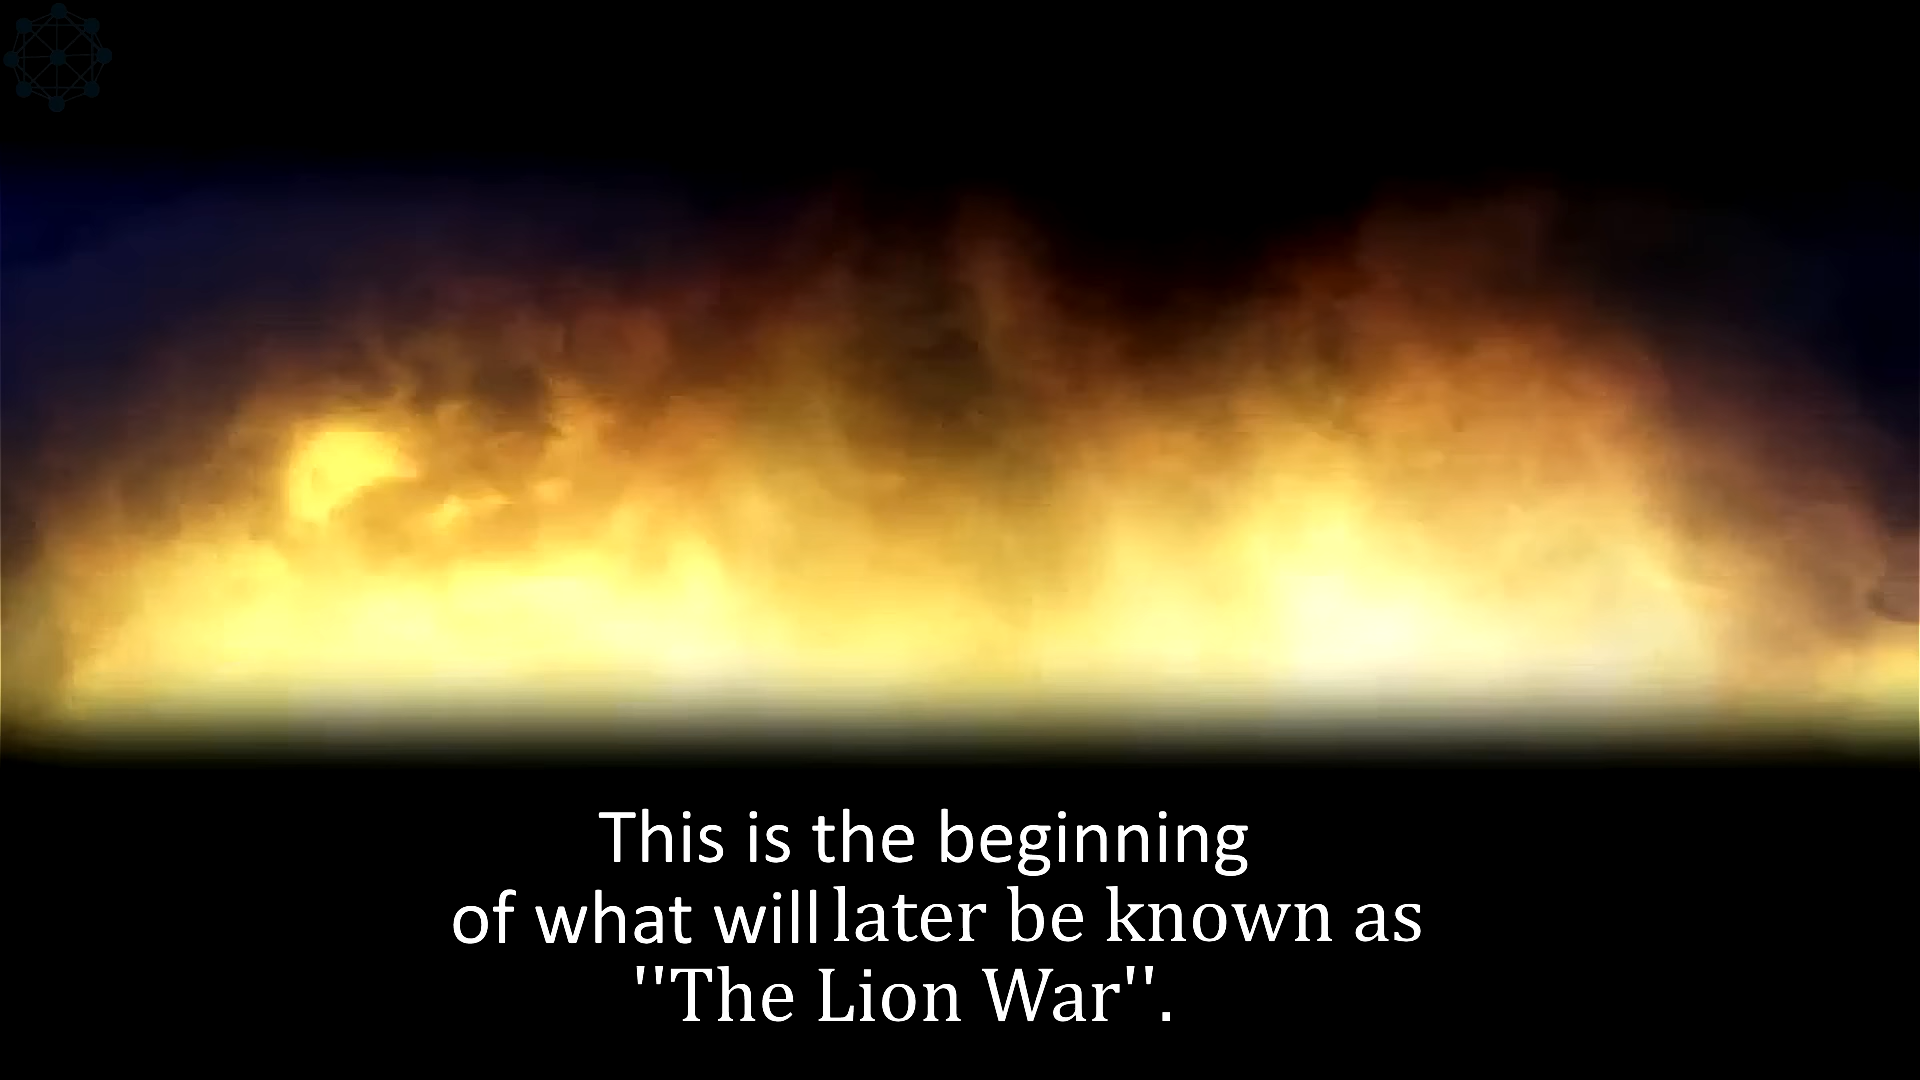 This is the beginning
of what will later be known as
"The Lion War".